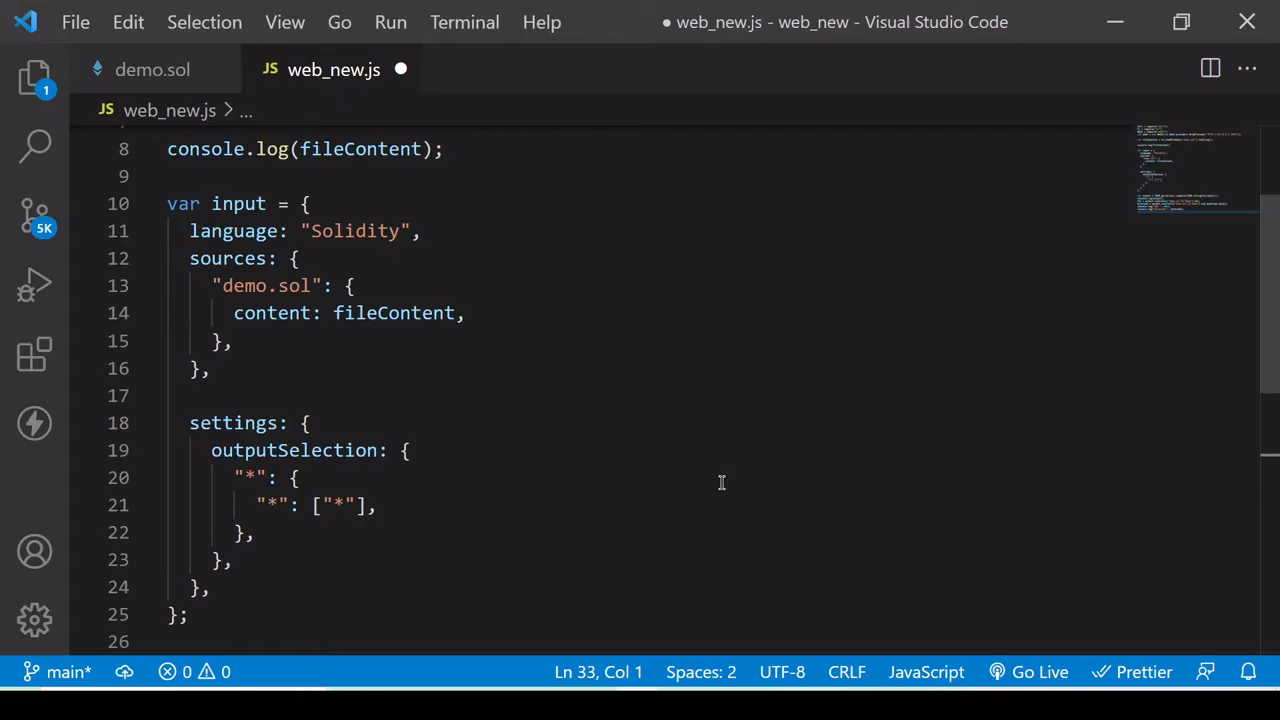 File Edit Selection View Go Run Terminal Help ● web_new.js - web_new - Visual Studio Code
1
demo.sol JS web_new.js ●
JS web_new.js > ...
8 console.log(fileContent);
9
10 var input = {
11 language: "Solidity",
12 sources: {
13 "demo.sol": {
14 content: fileContent,
15 },
16 },
17
18 settings: {
19 outputSelection: {
20 "*": {
21 "*": ["*"],
22 },
23 },
24 },
25 };
26
5K
main* 0 0 Ln 33, Col 1 Spaces: 2 UTF-8 CRLF JavaScript Go Live Prettier